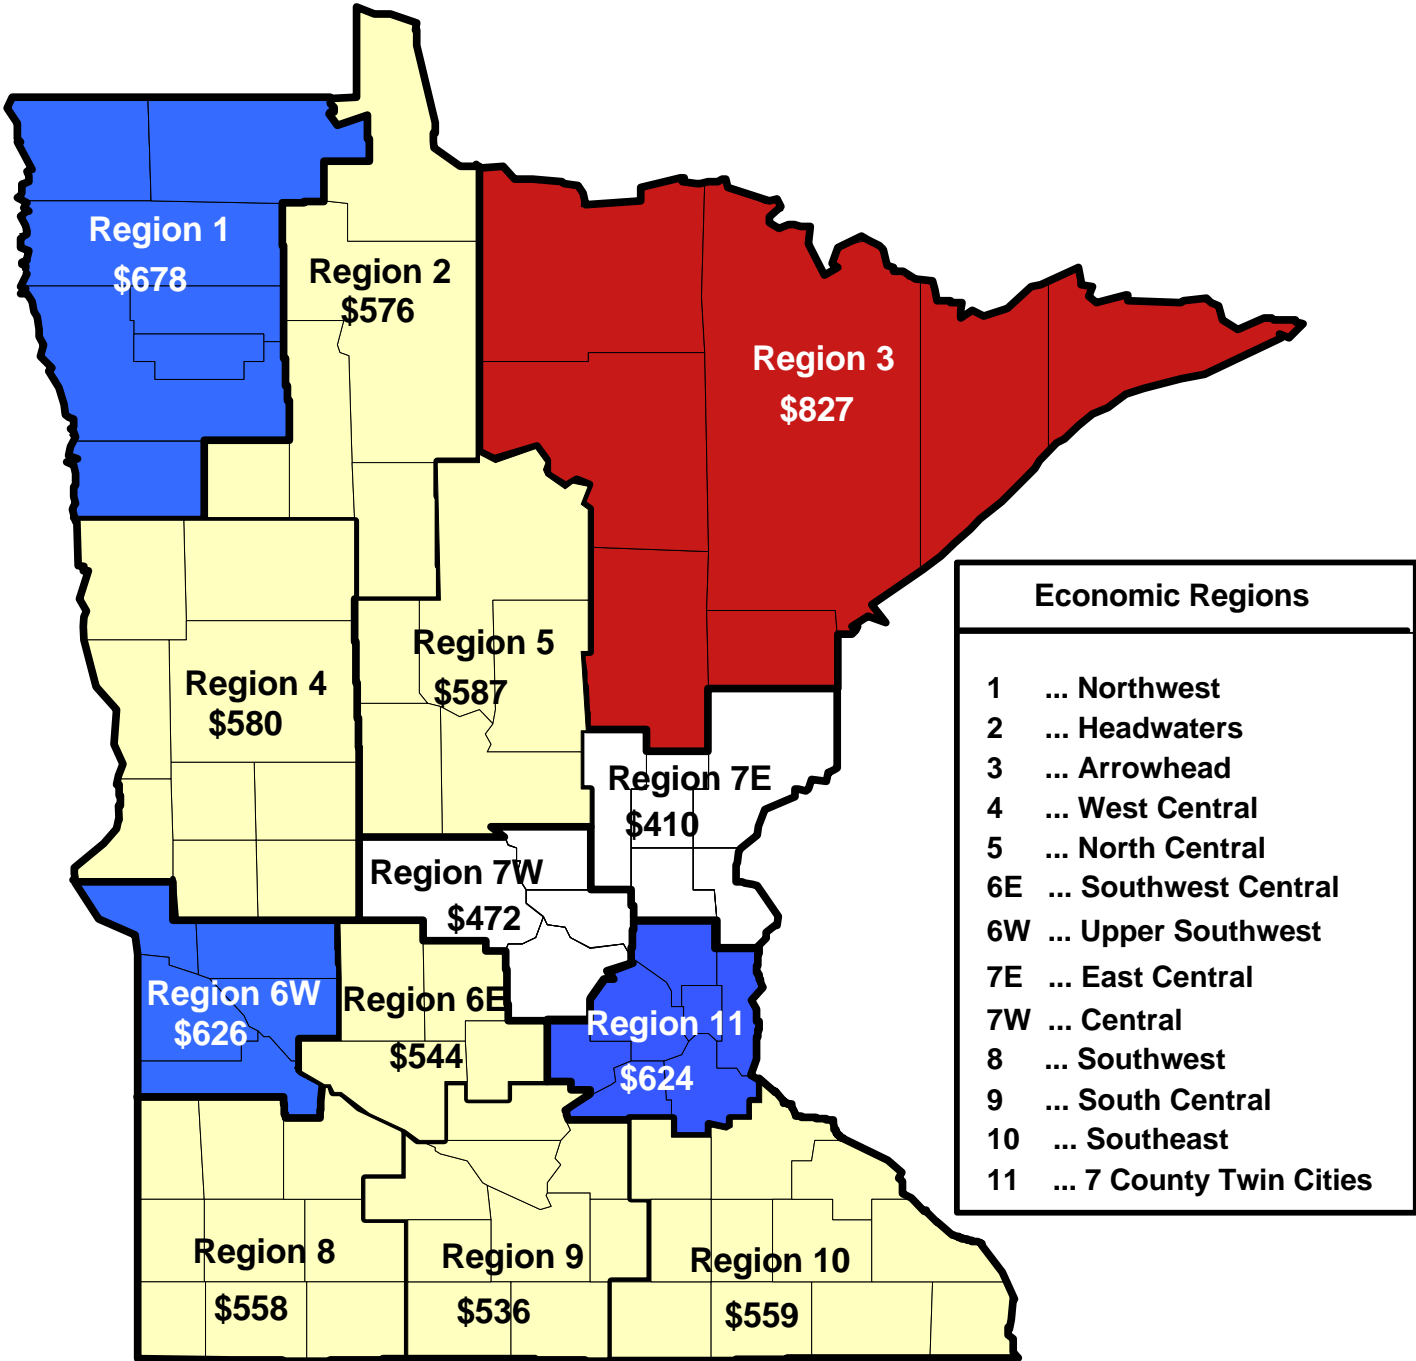 Region 1
$678
Region 2
$576
Region 3
$827
Region 4
$580
Region 5
$587
Region 7E
$410
Region 7W
$472
Region 6W
$626
Region 6E
$544
Region 11
$624
Region 8
$558
Region 9
$536
Region 10
$559
Economic Regions
1 ... Northwest
2 ... Headwaters
3 ... Arrowhead
4 ... West Central
5 ... North Central
6E ... Southwest Central
6W ... Upper Southwest
7E ... East Central
7W ... Central
8 ... Southwest
9 ... South Central
10 ... Southeast
11 ... 7 County Twin Cities